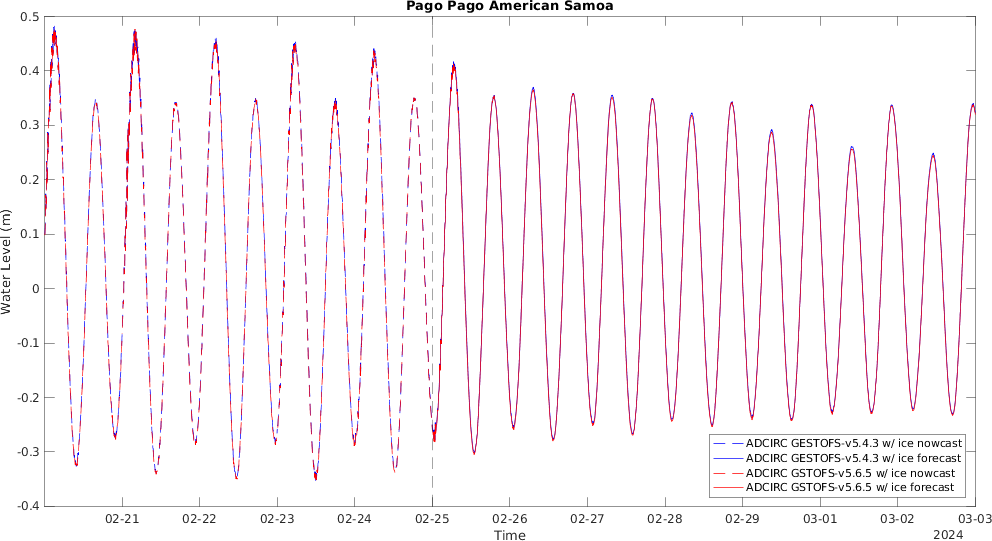 Pago Pago American Samoa
0.5
0.4
0.3
0.2
0.1
0
-0.1
-0.2
-0.3
-0.4
Water Level (m)
ADCIRC GESTOFS-v5.4.3 w/ ice nowcast
ADCIRC GESTOFS-v5.4.3 w/ ice forecast
ADCIRC GSTOFS-v5.6.5 w/ ice nowcast
ADCIRC GSTOFS-v5.6.5 w/ ice forecast
02-21 02-22 02-23 02-24 02-25 02-26 02-27 02-28 02-29 03-01 03-02 03-03
Time
2024